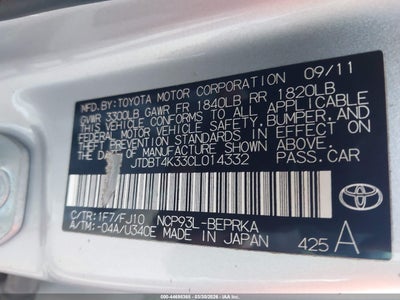 MFD. BY: TOYOTA MOTOR CORPORATION 09/11
GVWR 3300LB GAWR FR 1840LB RR 1820LB
THIS VEHICLE CONFORMS TO ALL APPLICABLE
FEDERAL MOTOR VEHICLE SAFETY, BUMPER, AND
THEFT PREVENTION STANDARDS IN EFFECT ON
THE DATE OF MANUFACTURE SHOWN ABOVE.
JTDBT4K33CL014332 PASS.CAR
C/TR: 1F7/FJ10 NCP93L-BEPRKA
A/TM: -04A/U340E MADE IN JAPAN
425 A
TOYOTA